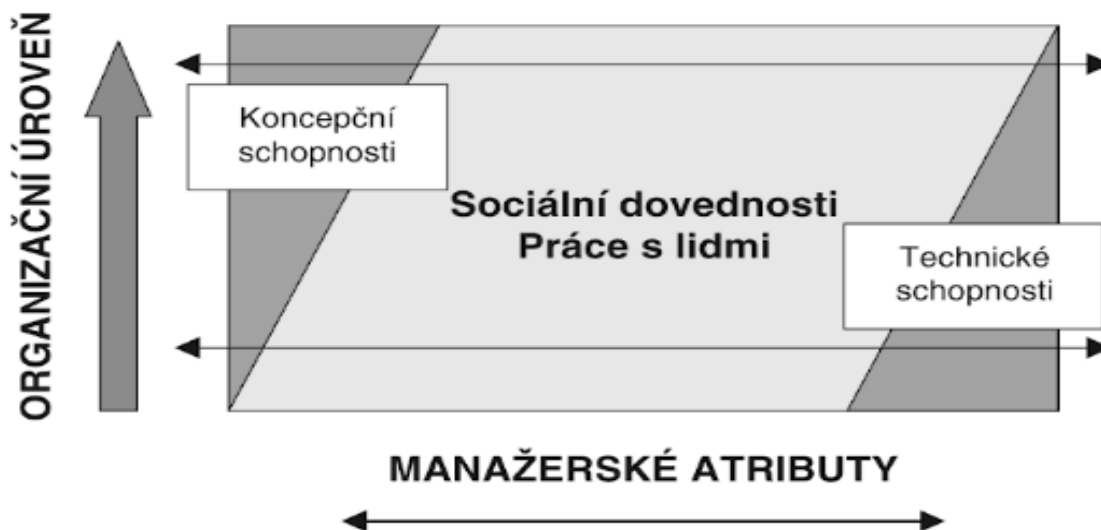 ORGANIZAČNÍ ÚROVEŇ
Koncepční
schopnosti
Sociální dovednosti
Práce s lidmi
Technické
schopnosti
MANAŽERSKÉ ATRIBUTY